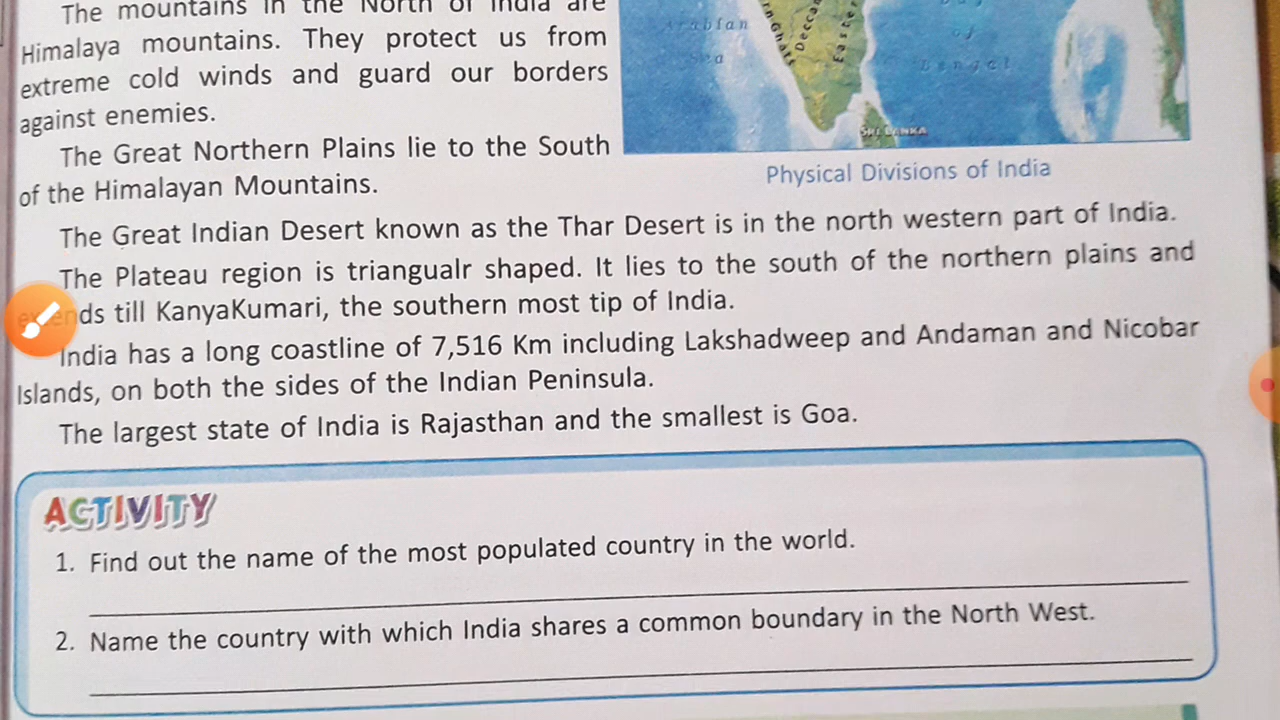 The mountains in the North of India are
Himalaya mountains. They protect us from
extreme cold winds and guard our borders
against enemies.
The Great Northern Plains lie to the South
of the Himalayan Mountains.
Arabian
Sea
Deccan
Easter
rn Ghats
of
Bengal
SRI LANKA
Physical Divisions of India
The Great Indian Desert known as the Thar Desert is in the north western part of India.
The Plateau region is triangualr shaped. It lies to the south of the northern plains and
ends till KanyaKumari, the southern most tip of India.
India has a long coastline of 7,516 Km including Lakshadweep and Andaman and Nicobar
Islands, on both the sides of the Indian Peninsula.
The largest state of India is Rajasthan and the smallest is Goa.
ACTIVITY
1. Find out the name of the most populated country in the world.
2. Name the country with which India shares a common boundary in the North West.